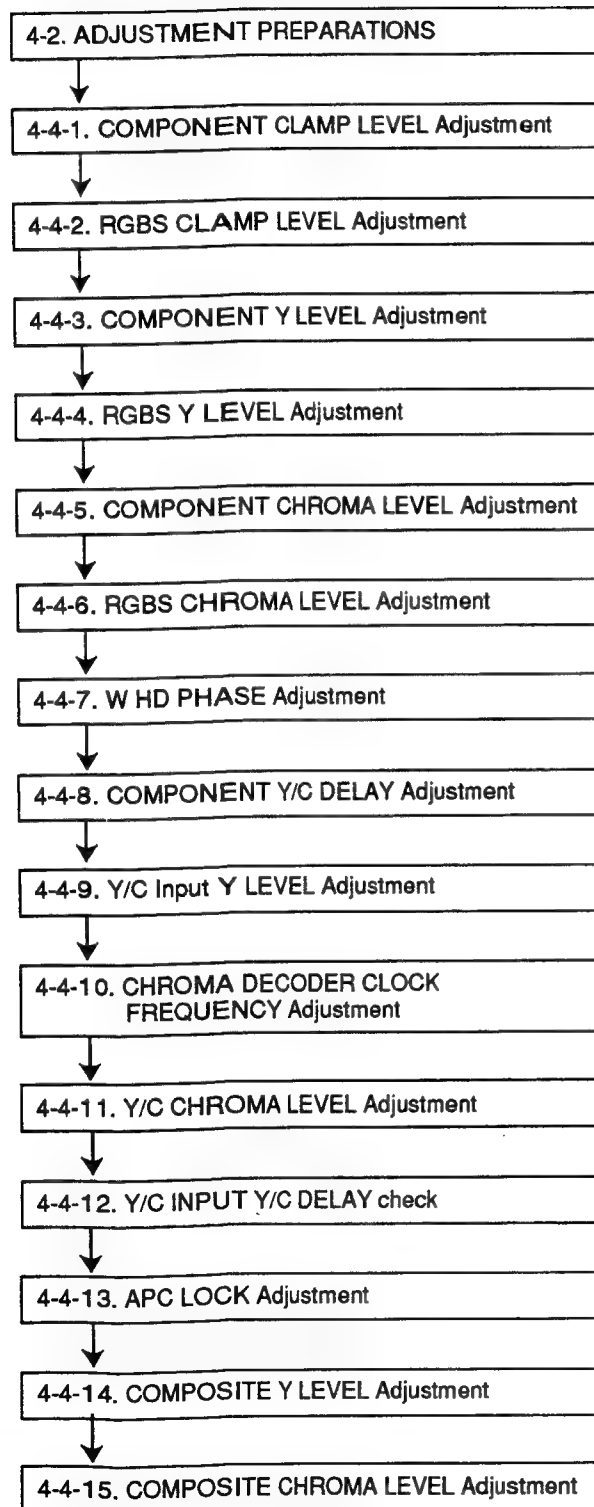 4-2. ADJUSTMENT PREPARATIONS
4-4-1. COMPONENT CLAMP LEVEL Adjustment
4-4-2. RGBS CLAMP LEVEL Adjustment
4-4-3. COMPONENT Y LEVEL Adjustment
4-4-4. RGBS Y LEVEL Adjustment
4-4-5. COMPONENT CHROMA LEVEL Adjustment
4-4-6. RGBS CHROMA LEVEL Adjustment
4-4-7. W HD PHASE Adjustment
4-4-8. COMPONENT Y/C DELAY Adjustment
4-4-9. Y/C Input Y LEVEL Adjustment
4-4-10. CHROMA DECODER CLOCK
FREQUENCY Adjustment
4-4-11. Y/C CHROMA LEVEL Adjustment
4-4-12. Y/C INPUT Y/C DELAY check
4-4-13. APC LOCK Adjustment
4-4-14. COMPOSITE Y LEVEL Adjustment
4-4-15. COMPOSITE CHROMA LEVEL Adjustment